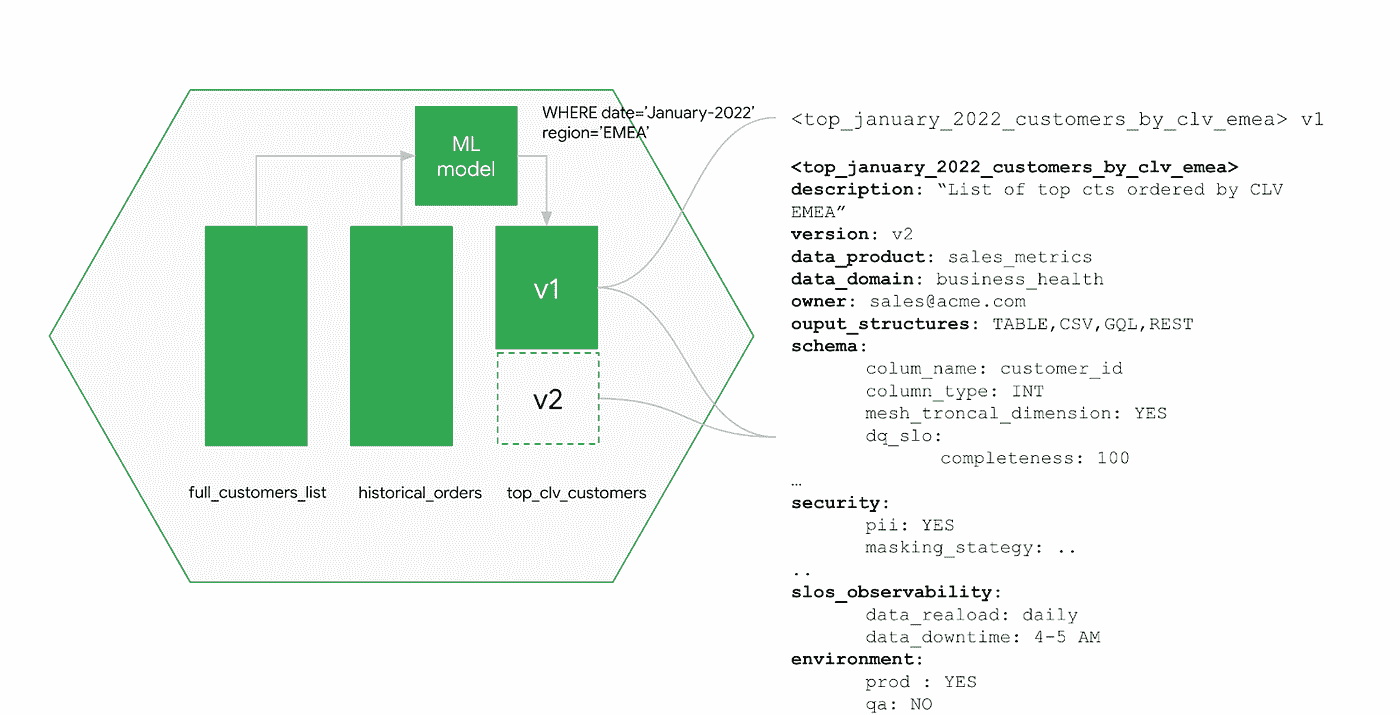 WHERE date='January-2022'
region='EMEA'
ML
model
v1
v2
full_customers_list
historical_orders
top_clv_customers
<top_january_2022_customers_by_clv_emea> v1
<top_january_2022_customers_by_clv_emea>
description: “List of top cts ordered by CLV
EMEA”
version: v2
data_product: sales_metrics
data_domain: business_health
owner: sales@acme.com
ouput_structures: TABLE,CSV,GQL,REST
schema:
colum_name: customer_id
column_type: INT
mesh_troncal_dimension: YES
dq_slo:
completeness: 100
…
security:
pii: YES
masking_stategy: ..
..
slos_observability:
data_reaload: daily
data_downtime: 4-5 AM
environment:
prod : YES
qa: NO